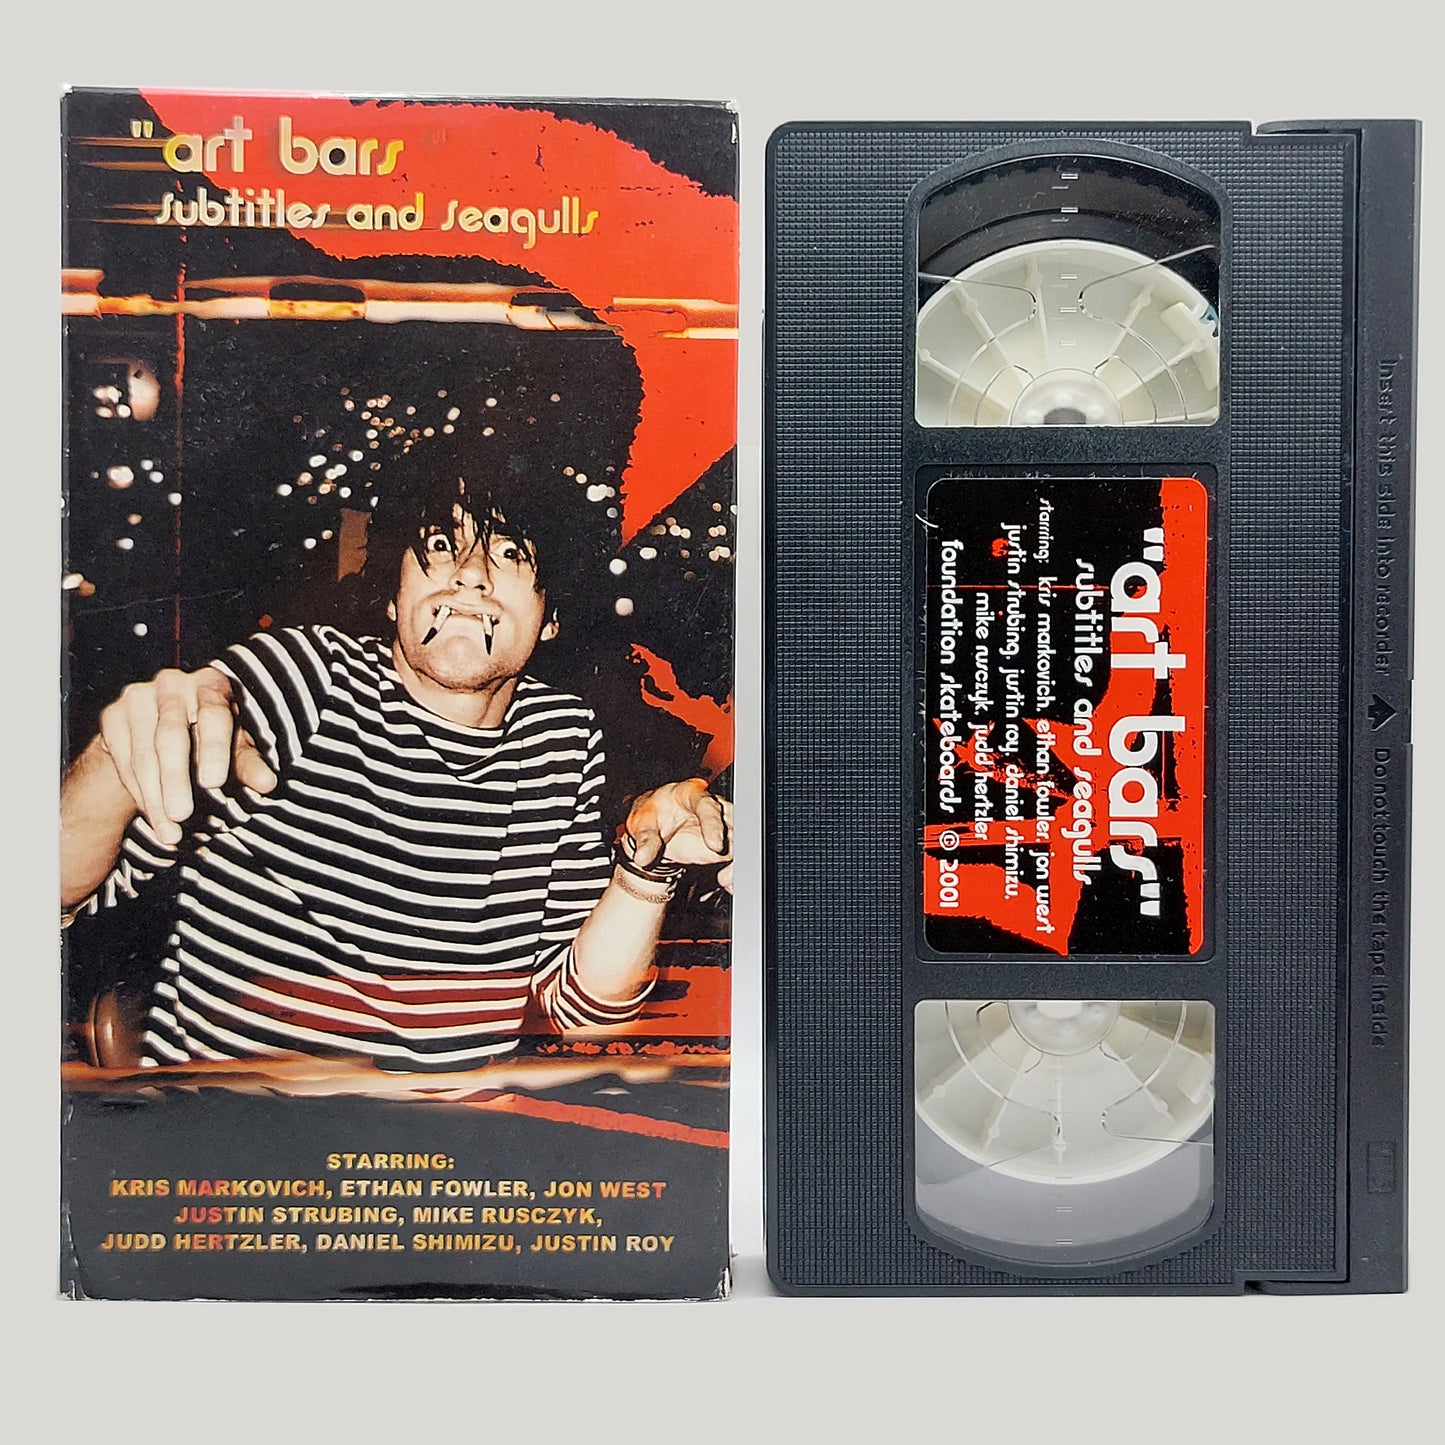 "art bars
subtitles and seagulls
STARRING:
KRIS MARKOVICH, ETHAN FOWLER, JON WEST
JUSTIN STRUBING, MIKE RUSCZYK,
JUDD HERTZLER, DANIEL SHIMIZU, JUSTIN ROY
"art bars"
subtitles and seagulls
starring: kris markovich, ethan fowler, jon west
justin strubing, justin roy, daniel shimizu,
mike rusczyk, judd hertzler
foundation skateboards © 2001
Insert this side into recorder Do not touch the tape inside